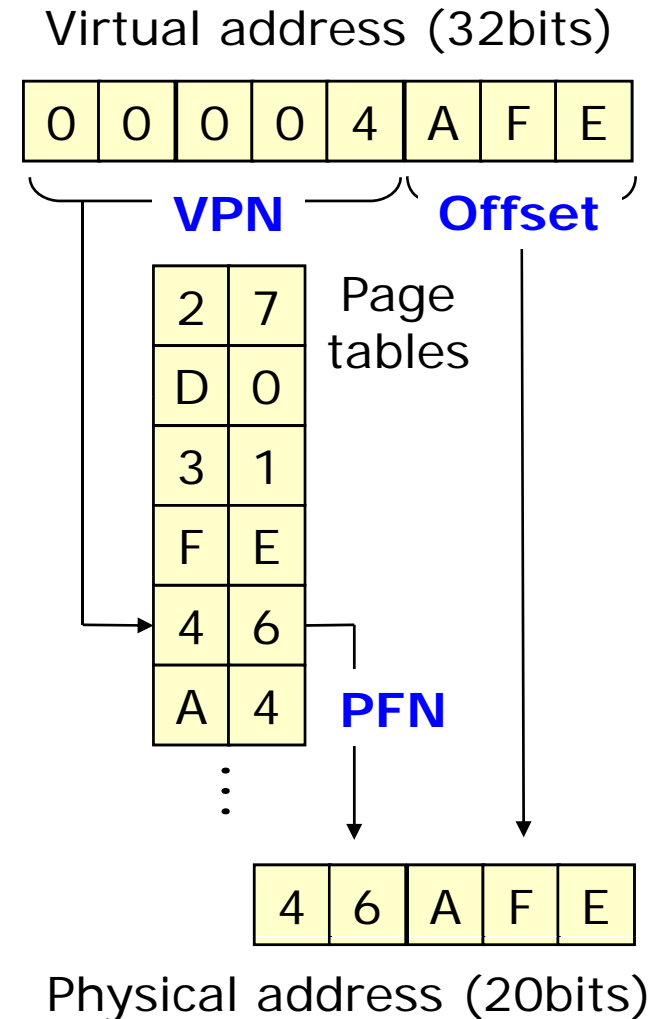 Virtual address (32bits)
0 0 0 0 4 A F E
VPN Offset
Page
tables
2 7
D 0
3 1
F E
4 6
A 4
PFN
⋮
4 6 A F E
Physical address (20bits)